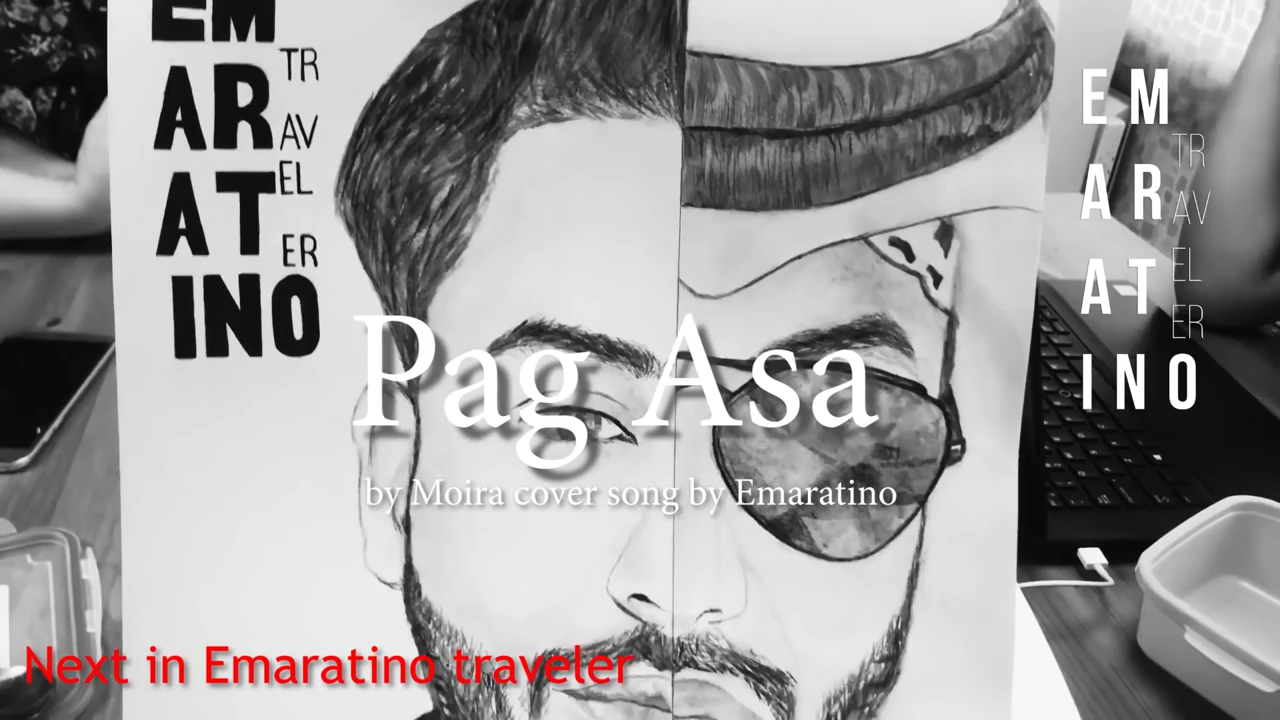 EM
TR
AR
AV
AT
EL
ER
INO
EM
TR
AR
AV
EL
AT
ER
INO
Pag Asa
by Moira cover song by Emaratino
Next in Emaratino traveler